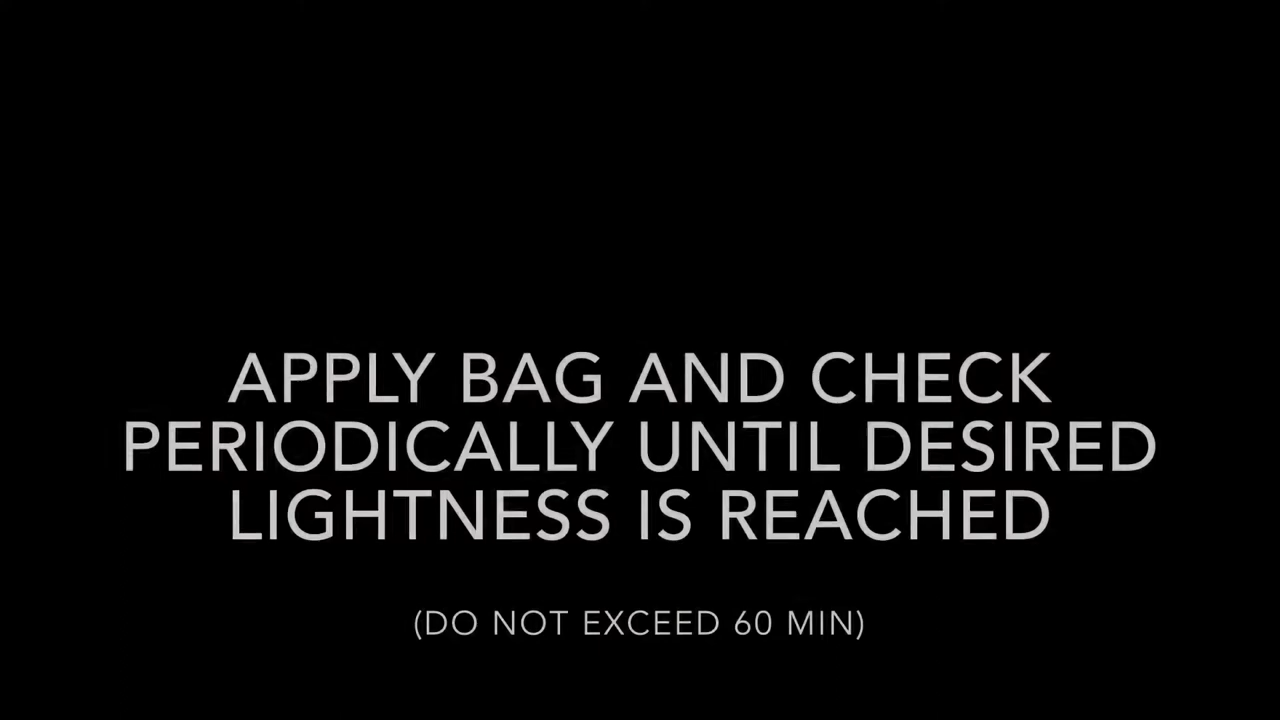 APPLY BAG AND CHECK
PERIODICALLY UNTIL DESIRED
LIGHTNESS IS REACHED
(DO NOT EXCEED 60 MIN)